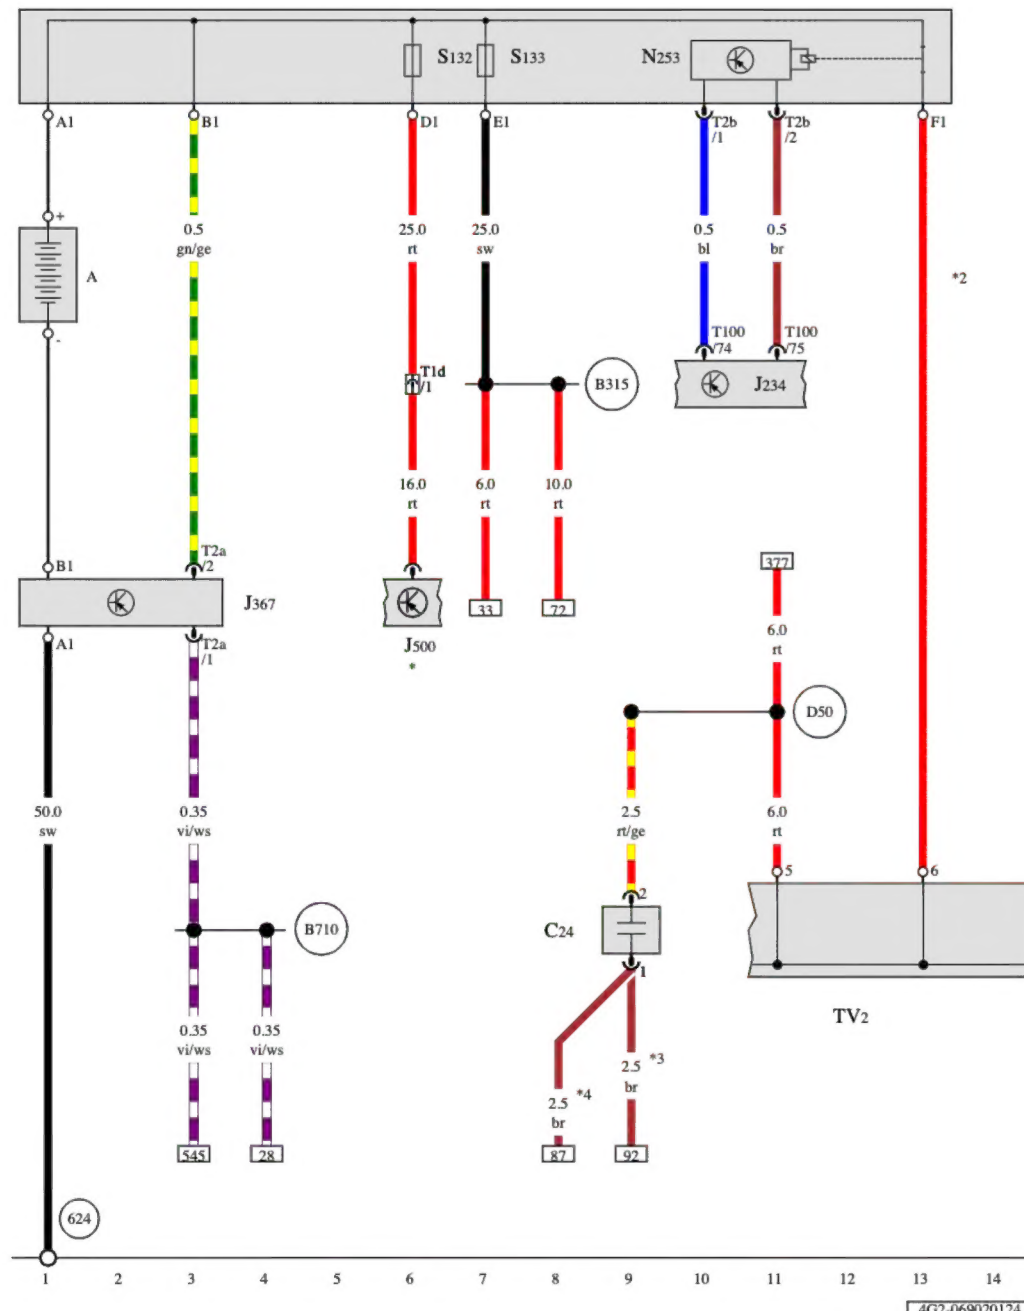 S132
S133
N253
A1
B1
D1
E1
T2b
/1
T2b
/2
F1
+
0.5
gn/ge
25.0
rt
25.0
sw
0.5
bl
0.5
br
A
*2
-
T100
/74
T100
/75
T1d
/1
B315
J234
16.0
rt
6.0
rt
10.0
rt
B1
T2a
/2
377
J367
33
72
A1
T2a
/1
J500
*
6.0
rt
D50
50.0
sw
0.35
vi/ws
2.5
rt/ge
6.0
rt
5
6
2
C24
B710
1
TV2
0.35
vi/ws
0.35
vi/ws
*3
2.5
br
*4
2.5
br
545
28
87
92
624
1 2 3 4 5 6 7 8 9 10 11 12 13 14
4G2-069020124